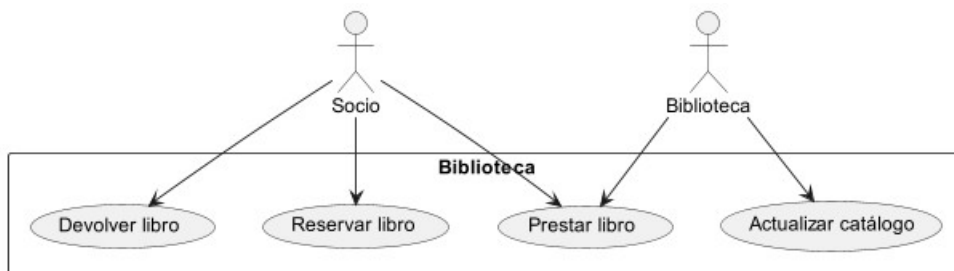 Socio
Biblioteca
Biblioteca
Devolver libro
Reservar libro
Prestar libro
Actualizar catálogo